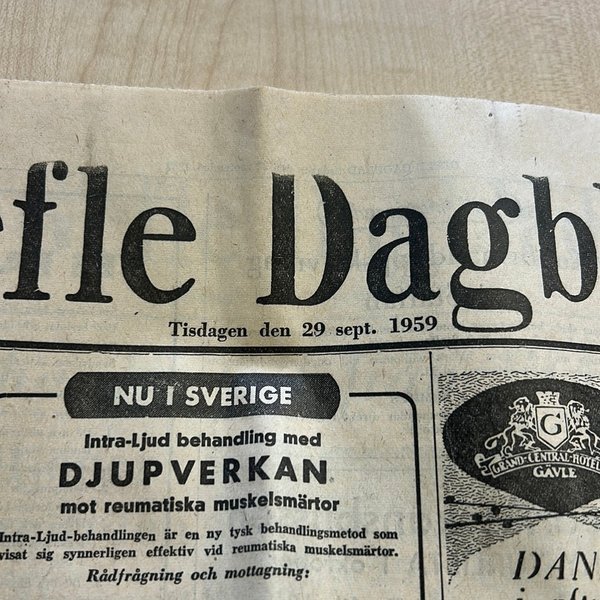 efle Dagb
Tisdagen den 29 sept. 1959
NU I SVERIGE
Intra-Ljud behandling med
DJUPVERKAN
mot reumatiska muskelsmärtor
Intra-Ljud-behandlingen är en ny tysk behandlingsmetod som
visat sig synnerligen effektiv vid reumatiska muskelsmärtor.
Rådfrågning och mottagning:
G
GRAND-CENTRAL-HOTEL
GÄVLE
DAN